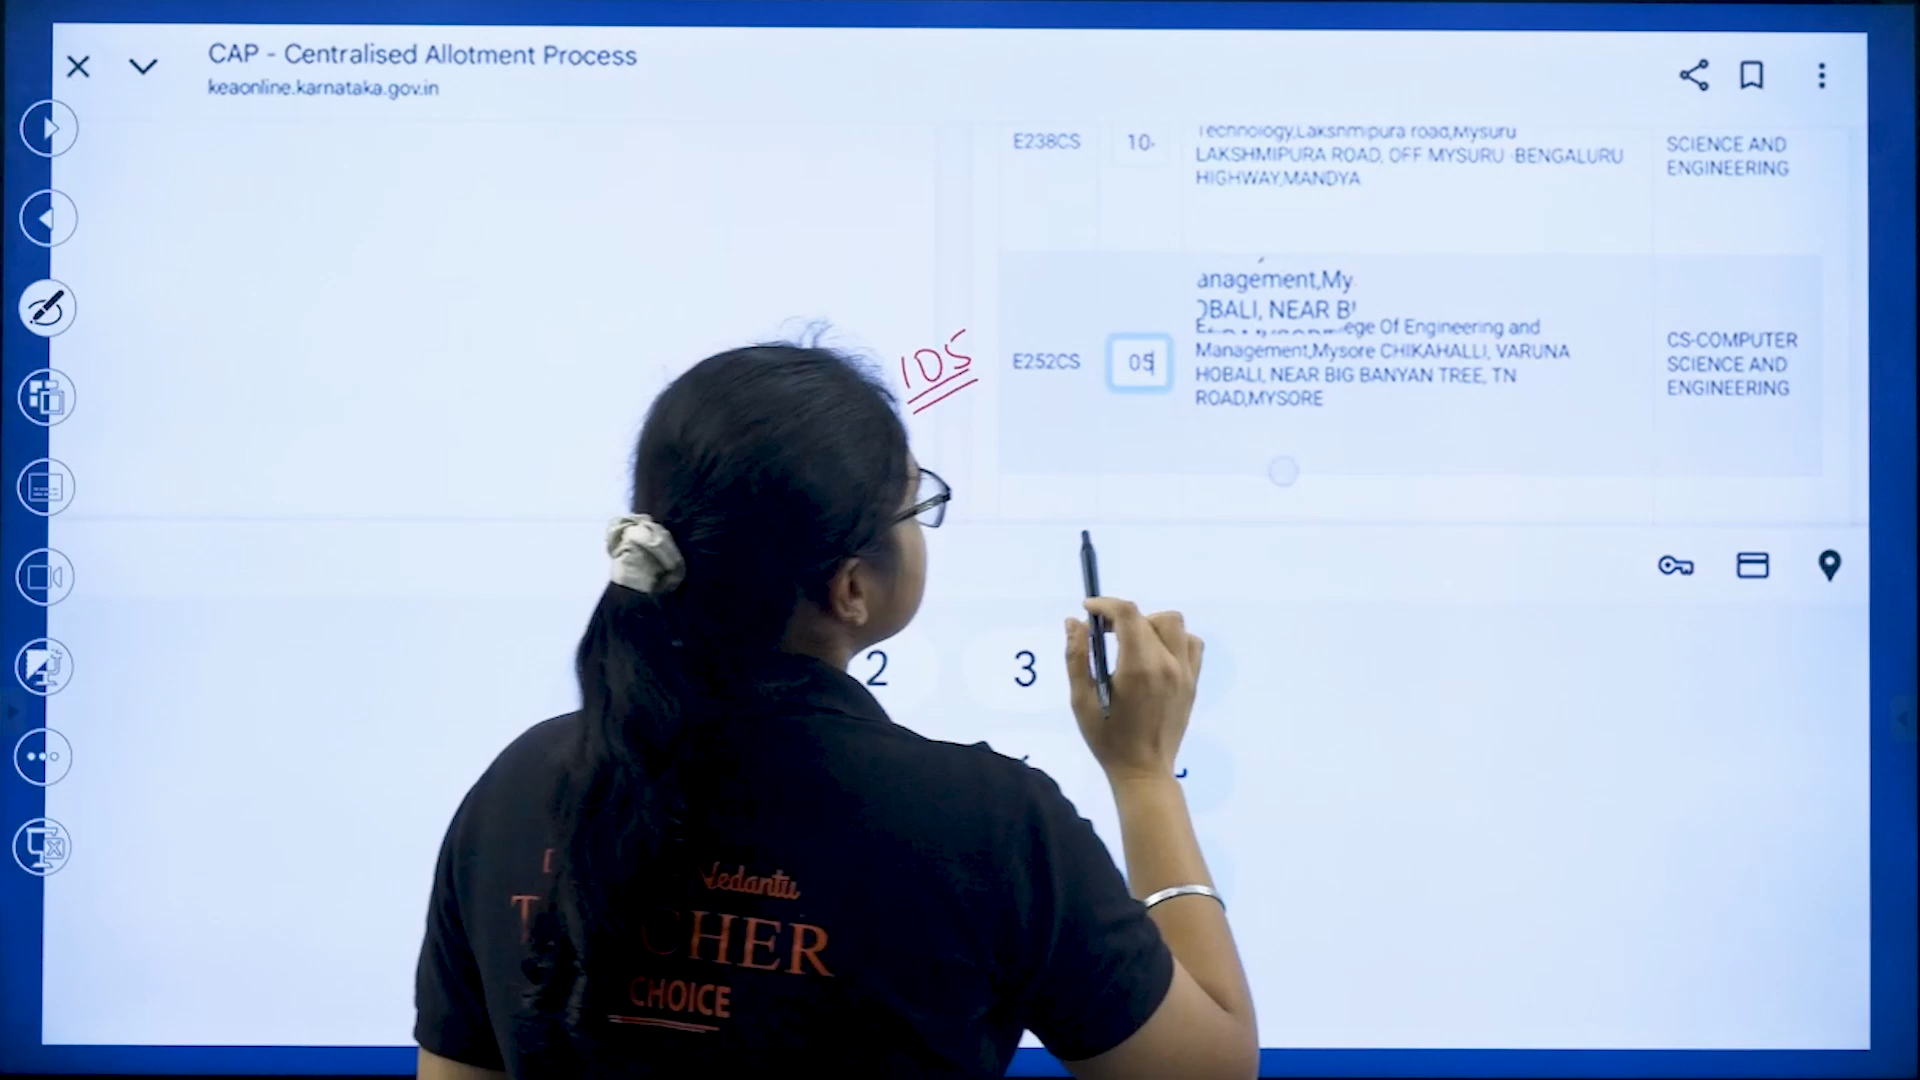 CAP - Centralised Allotment Process
keaonline.karnataka.gov.in
E238CS
10-
Technology,Lakshmipura road,Mysuru
LAKSHMIPURA ROAD, OFF MYSURU -BENGALURU
HIGHWAY,MANDYA
SCIENCE AND
ENGINEERING
anagement,My
OBALI, NEAR B
E252CS
05
ege Of Engineering and
Management,Mysore CHIKAHALLI, VARUNA
HOBALI, NEAR BIG BANYAN TREE, TN
ROAD,MYSORE
CS-COMPUTER
SCIENCE AND
ENGINEERING
105
2
3
Vedantu
T CHER
CHOICE